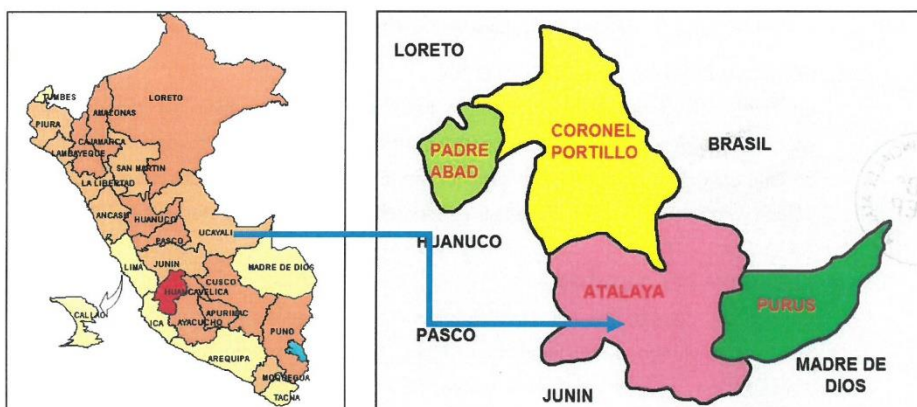 TUMBES
LORETO
PIURA
AMAZONAS
CAJAMARCA
LAMBAYEQUE
SAN MARTIN
LA LIBERTAD
ANCASH
HUANUCO
UCAYALI
PASCO
LIMA
JUNIN
MADRE DE DIOS
CUSCO
HUANCAVELICA
CALLAO
ICA
AYACUCHO
APURIMAC
PUNO
AREQUIPA
MOQUEGUA
TACNA
LORETO
CORONEL
PORTILLO
BRASIL
PADRE
ABAD
HUANUCO
ATALAYA
PURUS
PASCO
MADRE DE
DIOS
JUNIN